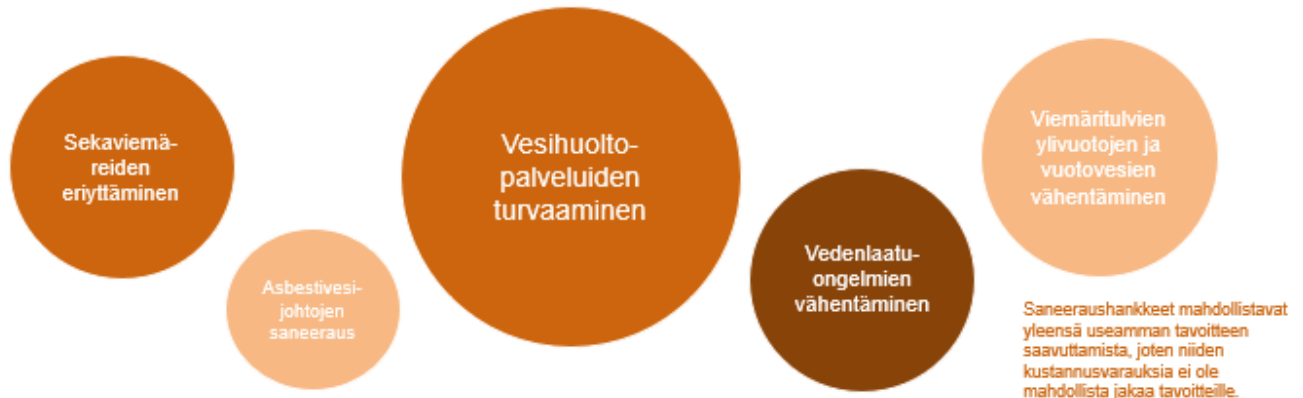 Sekaviemä-
reiden
eriyttäminen
Asbestivesi-
johtojen
saneeraus
Vesihuolto-
palveluiden
turvaaminen
Vedenlaatu-
ongelmien
vähentäminen
Viemäritulvien
ylivuotojen ja
vuotovesien
vähentäminen
Saneeraushankkeet mahdollistavat
yleensä useamman tavoitteen
saavuttamista, joten niiden
kustannusvarauksia ei ole
mahdollista jakaa tavoitteille.